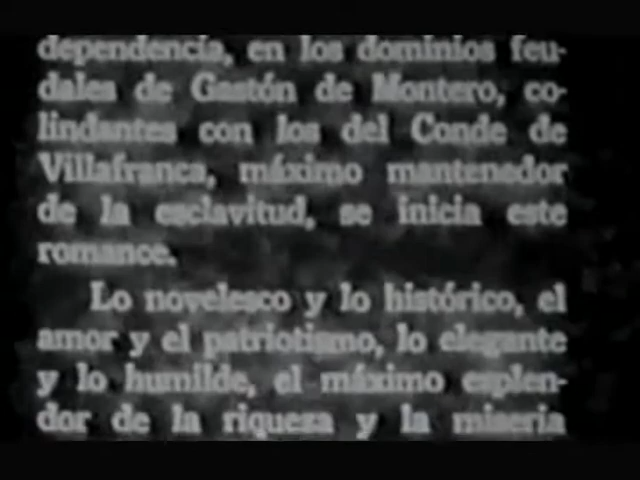 dependencia, en los dominios feu-
dales de Gastón de Montero, co-
lindantes con los del Conde de
Villafranca, máximo mantenedor
de la esclavitud, se inicia este
romance.
Lo novelesco y lo histórico, el
amor y el patriotismo, lo elegante
y lo humilde, el máximo esplen-
dor de la riqueza y la miseria